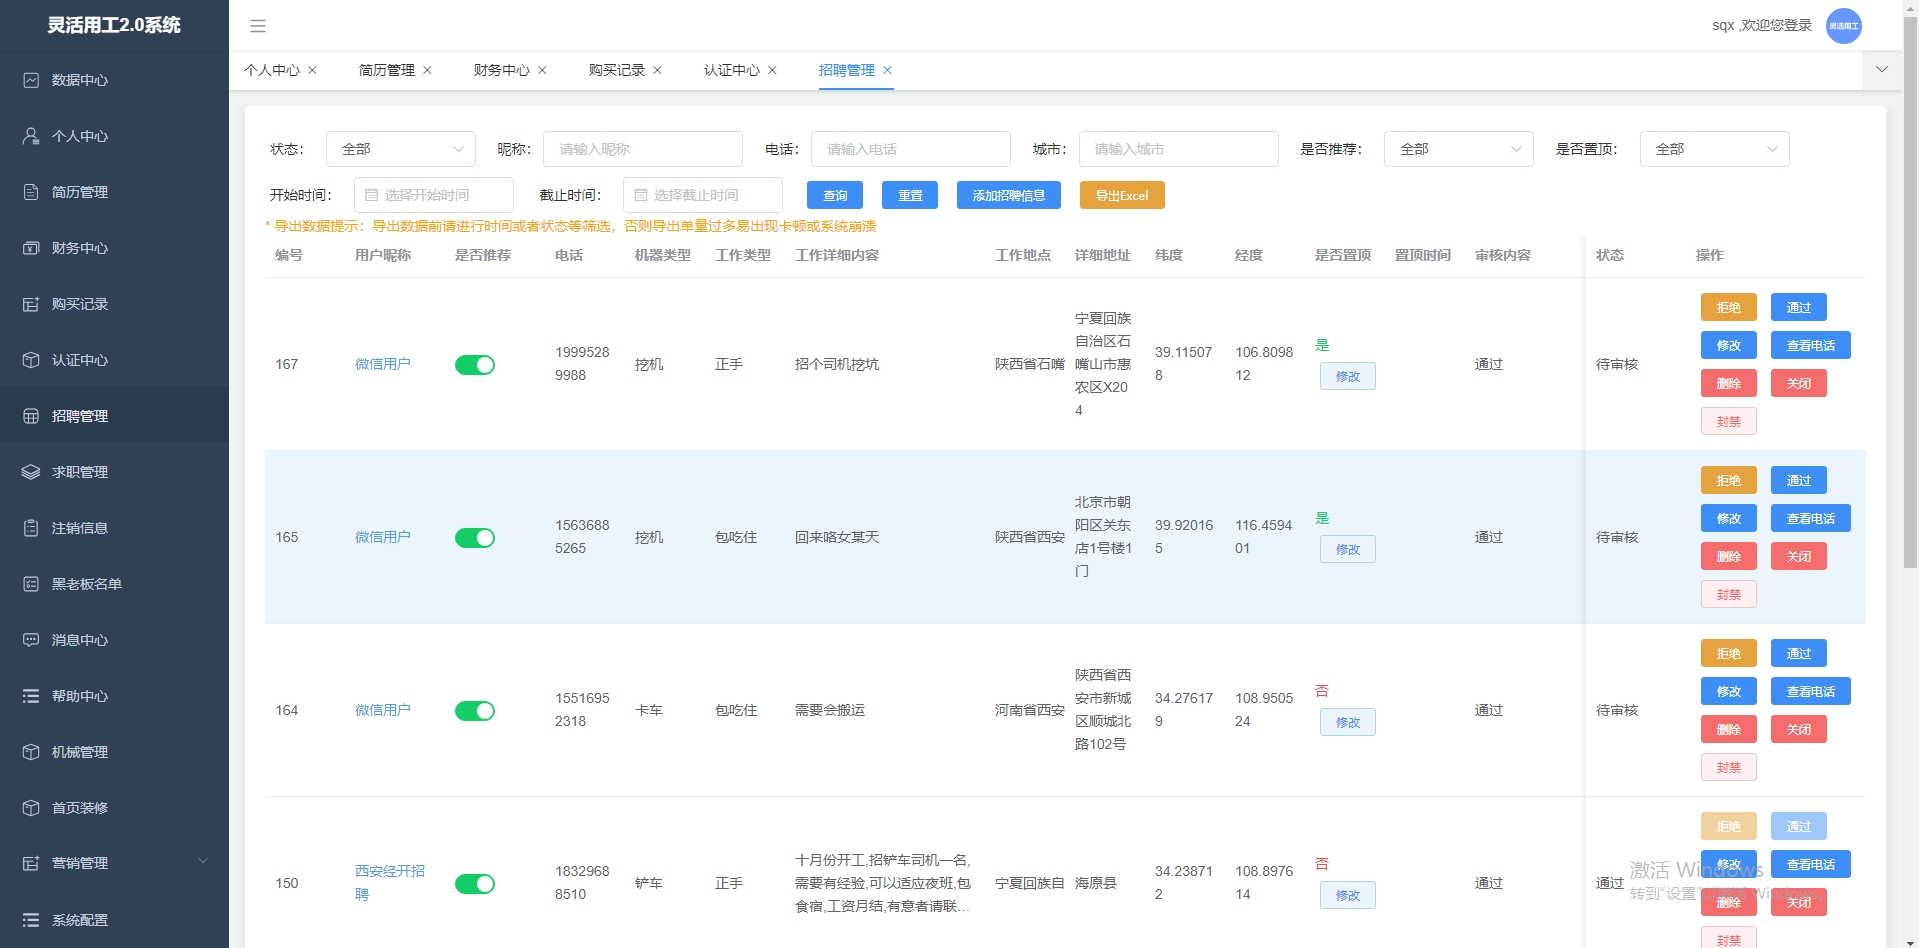 灵活用工2.0系统
sqx ,欢迎您登录
灵活用工
数据中心
个人中心
简历管理
财务中心
购买记录
认证中心
招聘管理
求职管理
注销信息
黑老板名单
消息中心
帮助中心
机械管理
首页装修
营销管理
系统配置
个人中心 简历管理 财务中心 购买记录 认证中心 招聘管理
状态: 全部 昵称: 请输入昵称 电话: 请输入电话 城市: 请输入城市 是否推荐: 全部 是否置顶: 全部
开始时间: 选择开始时间 截止时间: 选择截止时间 查询 重置 添加招聘信息 导出Excel
* 导出数据提示：导出数据前请进行时间或者状态等筛选，否则导出单量过多易出现卡顿或系统崩溃
编号 用户昵称 是否推荐 电话 机器类型 工作类型 工作详细内容 工作地点 详细地址 纬度 经度 是否置顶 置顶时间 审核内容 状态 操作
167
微信用户
1999528
9988
挖机
正手
招个司机挖坑
陕西省石嘴
宁夏回族
自治区石
嘴山市惠
农区X20
4
39.11507
8
106.8098
12
是
修改
通过
待审核
拒绝 通过
修改 查看电话
删除 关闭
封禁
165
微信用户
1563688
5265
挖机
包吃住
回来咯女某天
陕西省西安
北京市朝
阳区关东
店1号楼1
门
39.92016
5
116.4594
01
是
修改
通过
待审核
拒绝 通过
修改 查看电话
删除 关闭
封禁
164
微信用户
1551695
2318
卡车
包吃住
需要会搬运
河南省西安
陕西省西
安市新城
区顺城北
路102号
34.27617
9
108.9505
24
否
修改
通过
待审核
拒绝 通过
修改 查看电话
删除 关闭
封禁
150
西安经开招
聘
1832968
8510
铲车
正手
十月份开工,招铲车司机一名,
需要有经验,可以适应夜班,包
食宿,工资月结,有意者请联...
宁夏回族自
海原县
34.23871
2
108.8976
14
否
修改
通过
通过
拒绝 通过
修改 查看电话
删除 关闭
封禁
激活 Windows
转到"设置"以激活 Windows。